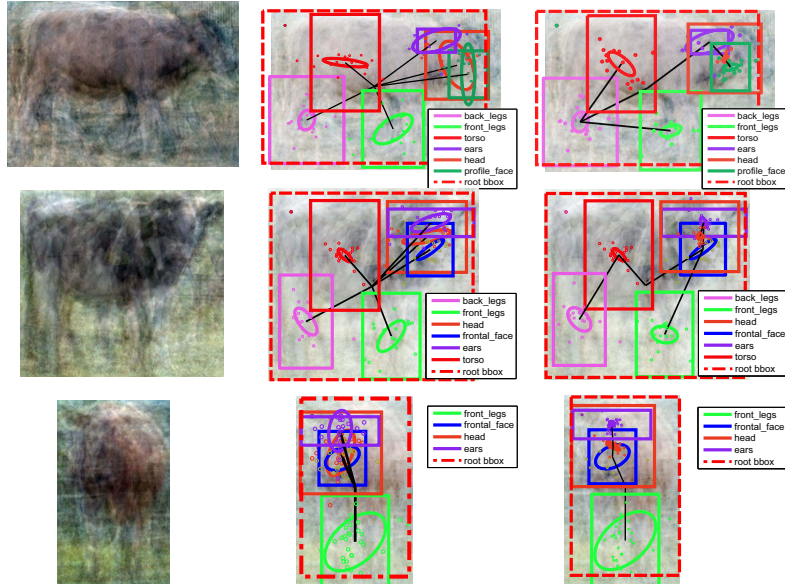 back_legs
front_legs
torso
ears
head
profile_face
root bbox
back_legs
front_legs
torso
ears
head
profile_face
root bbox
back_legs
front_legs
head
frontal_face
ears
torso
root bbox
back_legs
front_legs
head
frontal_face
ears
torso
root bbox
front_legs
frontal_face
head
ears
root bbox
front_legs
frontal_face
head
ears
root bbox